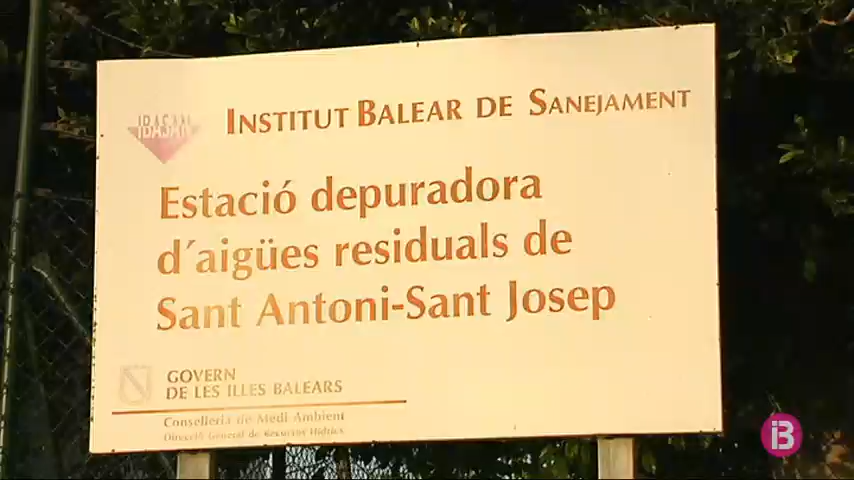 IBASAN
INSTITUT BALEAR DE SANEJAMENT
Estació depuradora
d´aigües residuals de
Sant Antoni-Sant Josep
GOVERN
DE LES ILLES BALEARS
Conselleria de Medi Ambient
Direcció General de Recursos Hídrics
iB